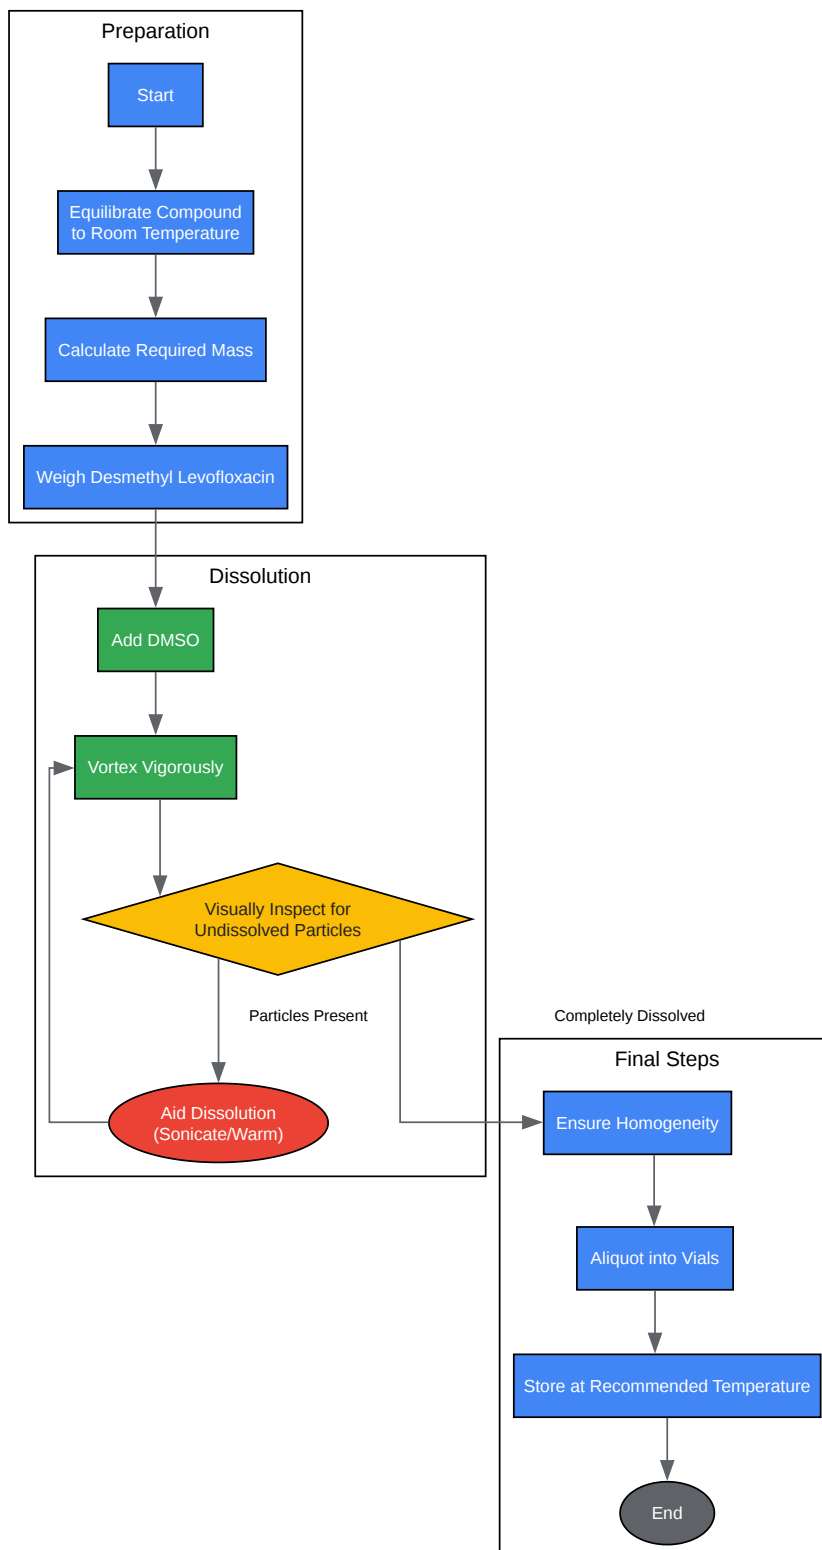 Preparation
Start
Equilibrate Compound
to Room Temperature
Calculate Required Mass
Weigh Desmethyl Levofloxacin
Dissolution
Add DMSO
Vortex Vigorously
Visually Inspect for
Undissolved Particles
Particles Present
Completely Dissolved
Aid Dissolution
(Sonicate/Warm)
Final Steps
Ensure Homogeneity
Aliquot into Vials
Store at Recommended Temperature
End